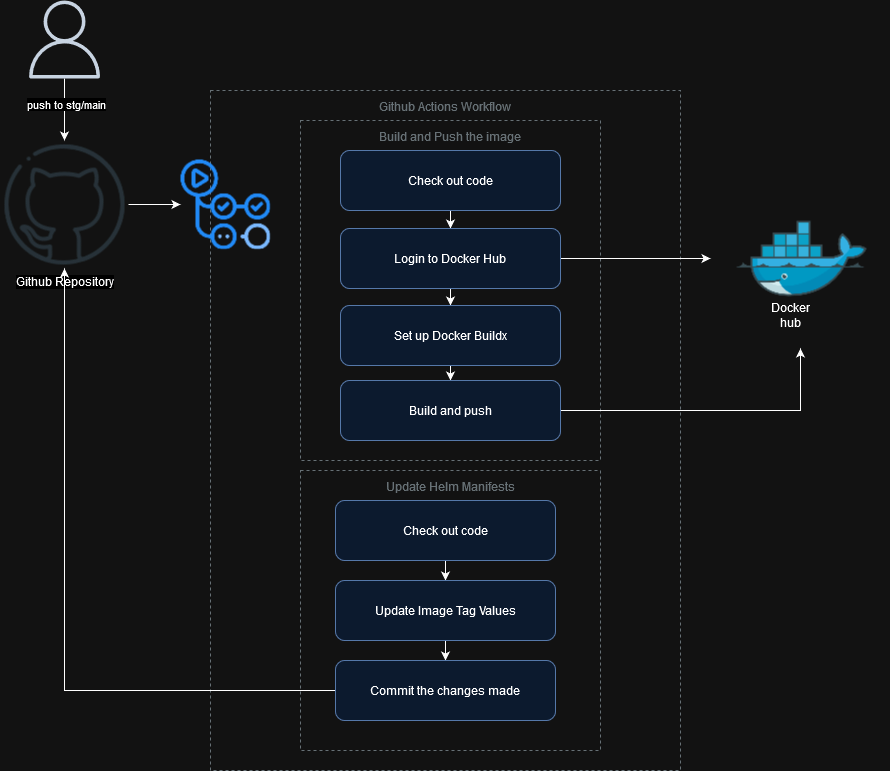 push to stg/main
Github Repository
Github Actions Workflow
Build and Push the image
Check out code
Login to Docker Hub
Set up Docker Buildx
Build and push
Docker
hub
Update Helm Manifests
Check out code
Update Image Tag Values
Commit the changes made